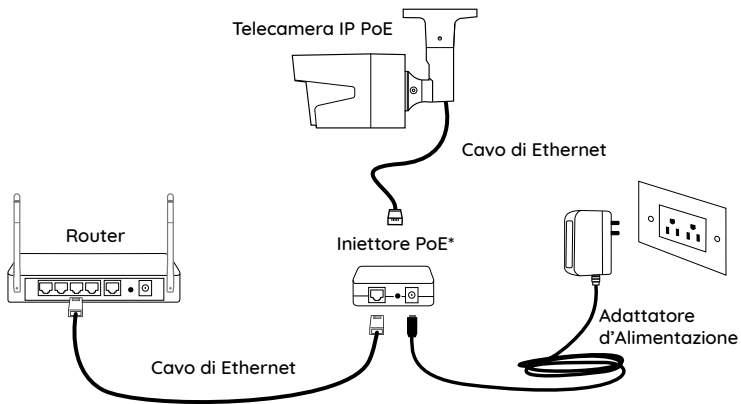 Telecamera IP PoE
Cavo di Ethernet
Router
Iniettore PoE*
Adattatore
d'Alimentazione
Cavo di Ethernet